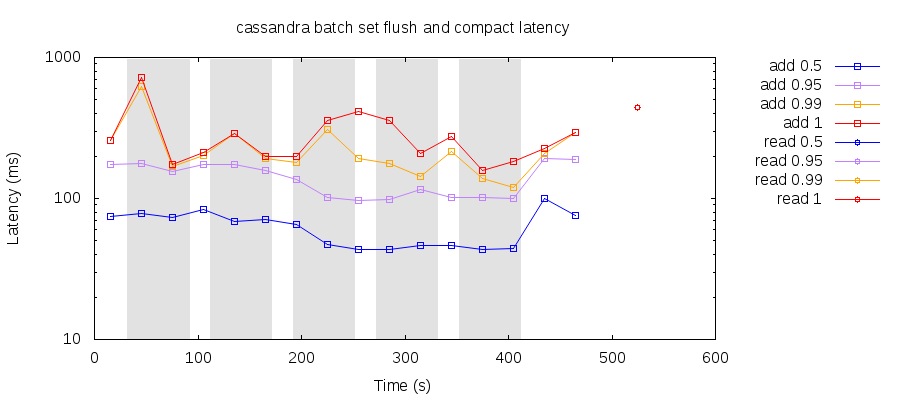 cassandra batch set flush and compact latency
1000
100
10
Latency (ms)
0 100 200 300 400 500 600
Time (s)
add 0.5
add 0.95
add 0.99
add 1
read 0.5
read 0.95
read 0.99
read 1